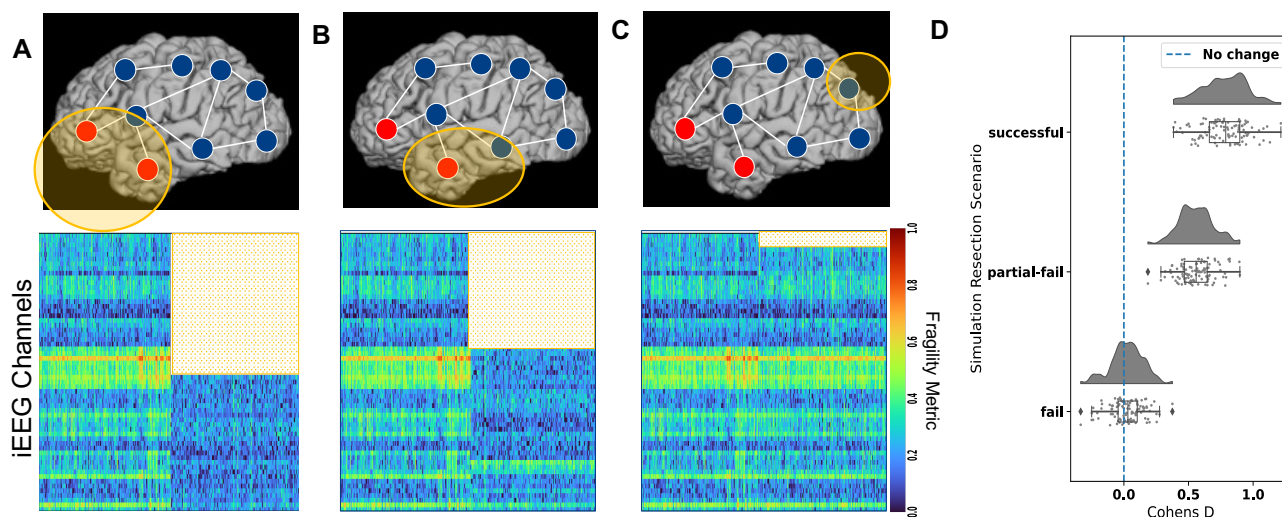 A
B
C
D
iEEG Channels
1.0
0.8
0.6
0.4
0.2
0.0
Fragility Metric
No change
Simulation Resection Scenario
successful
partial-fail
fail
0.0
0.5
1.0
Cohens D